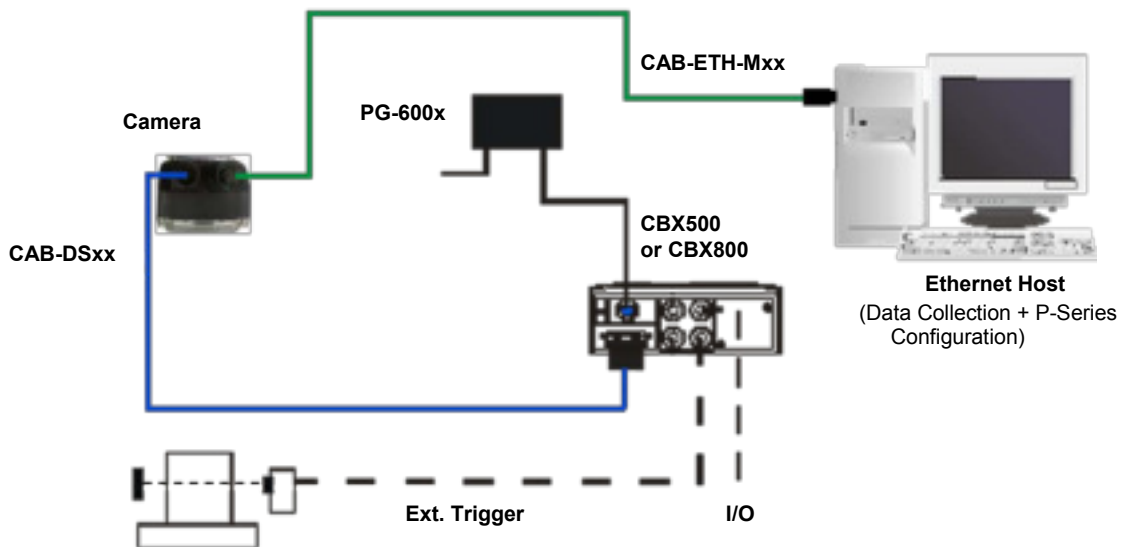 CAB-ETH-Mxx
PG-600x
Camera
CBX500
or CBX800
CAB-DSxx
Ethernet Host
(Data Collection + P-Series
Configuration)
Ext. Trigger
I/O